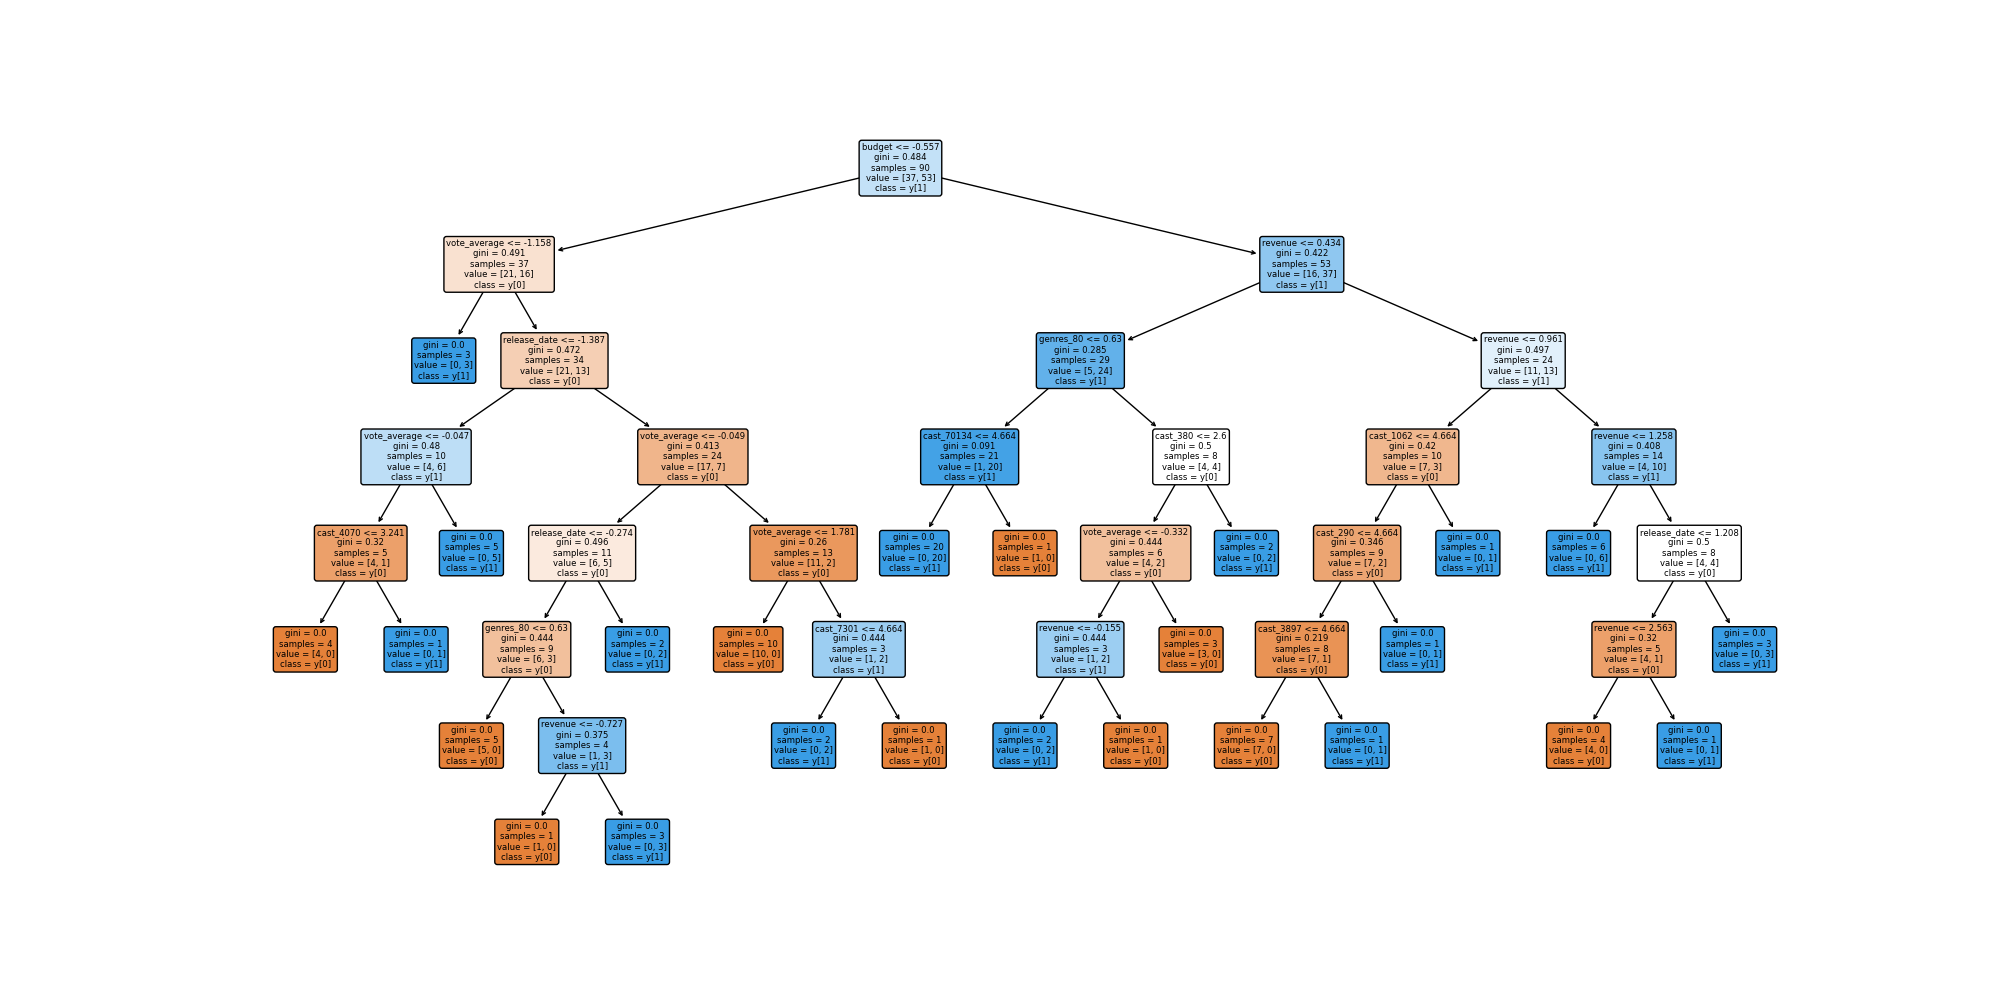 budget <= -0.557
gini = 0.484
samples = 90
value = [37, 53]
class = y[1]
vote_average <= -1.158
gini = 0.491
samples = 37
value = [21, 16]
class = y[0]
revenue <= 0.434
gini = 0.422
samples = 53
value = [16, 37]
class = y[1]
gini = 0.0
samples = 3
value = [0, 3]
class = y[1]
release_date <= -1.387
gini = 0.472
samples = 34
value = [21, 13]
class = y[0]
genres_80 <= 0.63
gini = 0.285
samples = 29
value = [5, 24]
class = y[1]
revenue <= 0.961
gini = 0.497
samples = 24
value = [11, 13]
class = y[1]
vote_average <= -0.047
gini = 0.48
samples = 10
value = [4, 6]
class = y[1]
vote_average <= -0.049
gini = 0.413
samples = 24
value = [17, 7]
class = y[0]
cast_70134 <= 4.664
gini = 0.091
samples = 21
value = [1, 20]
class = y[1]
cast_380 <= 2.6
gini = 0.5
samples = 8
value = [4, 4]
class = y[0]
cast_1062 <= 4.664
gini = 0.42
samples = 10
value = [7, 3]
class = y[0]
revenue <= 1.258
gini = 0.408
samples = 14
value = [4, 10]
class = y[1]
cast_4070 <= 3.241
gini = 0.32
samples = 5
value = [4, 1]
class = y[0]
gini = 0.0
samples = 5
value = [0, 5]
class = y[1]
release_date <= -0.274
gini = 0.496
samples = 11
value = [6, 5]
class = y[0]
vote_average <= 1.781
gini = 0.26
samples = 13
value = [11, 2]
class = y[0]
gini = 0.0
samples = 20
value = [0, 20]
class = y[1]
gini = 0.0
samples = 1
value = [1, 0]
class = y[0]
vote_average <= -0.332
gini = 0.444
samples = 6
value = [4, 2]
class = y[0]
gini = 0.0
samples = 2
value = [0, 2]
class = y[1]
cast_290 <= 4.664
gini = 0.346
samples = 9
value = [7, 2]
class = y[0]
gini = 0.0
samples = 1
value = [0, 1]
class = y[1]
gini = 0.0
samples = 6
value = [0, 6]
class = y[1]
release_date <= 1.208
gini = 0.5
samples = 8
value = [4, 4]
class = y[0]
gini = 0.0
samples = 4
value = [4, 0]
class = y[0]
gini = 0.0
samples = 1
value = [0, 1]
class = y[1]
genres_80 <= 0.63
gini = 0.444
samples = 9
value = [6, 3]
class = y[0]
gini = 0.0
samples = 2
value = [0, 2]
class = y[1]
gini = 0.0
samples = 10
value = [10, 0]
class = y[0]
cast_7301 <= 4.664
gini = 0.444
samples = 3
value = [1, 2]
class = y[1]
revenue <= -0.155
gini = 0.444
samples = 3
value = [1, 2]
class = y[1]
gini = 0.0
samples = 3
value = [3, 0]
class = y[0]
cast_3897 <= 4.664
gini = 0.219
samples = 8
value = [7, 1]
class = y[0]
gini = 0.0
samples = 1
value = [0, 1]
class = y[1]
revenue <= 2.563
gini = 0.32
samples = 5
value = [4, 1]
class = y[0]
gini = 0.0
samples = 3
value = [0, 3]
class = y[1]
gini = 0.0
samples = 5
value = [5, 0]
class = y[0]
revenue <= -0.727
gini = 0.375
samples = 4
value = [1, 3]
class = y[1]
gini = 0.0
samples = 2
value = [0, 2]
class = y[1]
gini = 0.0
samples = 1
value = [1, 0]
class = y[0]
gini = 0.0
samples = 2
value = [0, 2]
class = y[1]
gini = 0.0
samples = 1
value = [1, 0]
class = y[0]
gini = 0.0
samples = 7
value = [7, 0]
class = y[0]
gini = 0.0
samples = 1
value = [0, 1]
class = y[1]
gini = 0.0
samples = 4
value = [4, 0]
class = y[0]
gini = 0.0
samples = 1
value = [0, 1]
class = y[1]
gini = 0.0
samples = 1
value = [1, 0]
class = y[0]
gini = 0.0
samples = 3
value = [0, 3]
class = y[1]